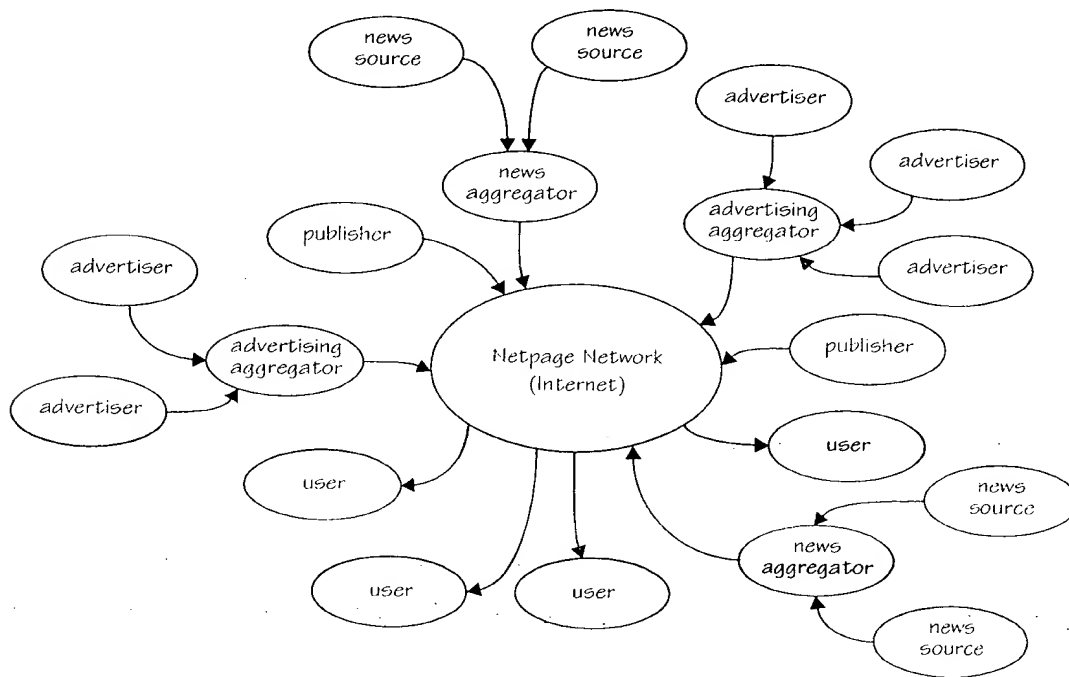 news
source
news
source
advertiser
advertiser
news
aggregator
advertising
aggregator
publisher
advertiser
advertiser
advertising
aggregator
Netpage Network
(Internet)
publisher
advertiser
user
user
news
source
news
aggregator
user
user
news
source